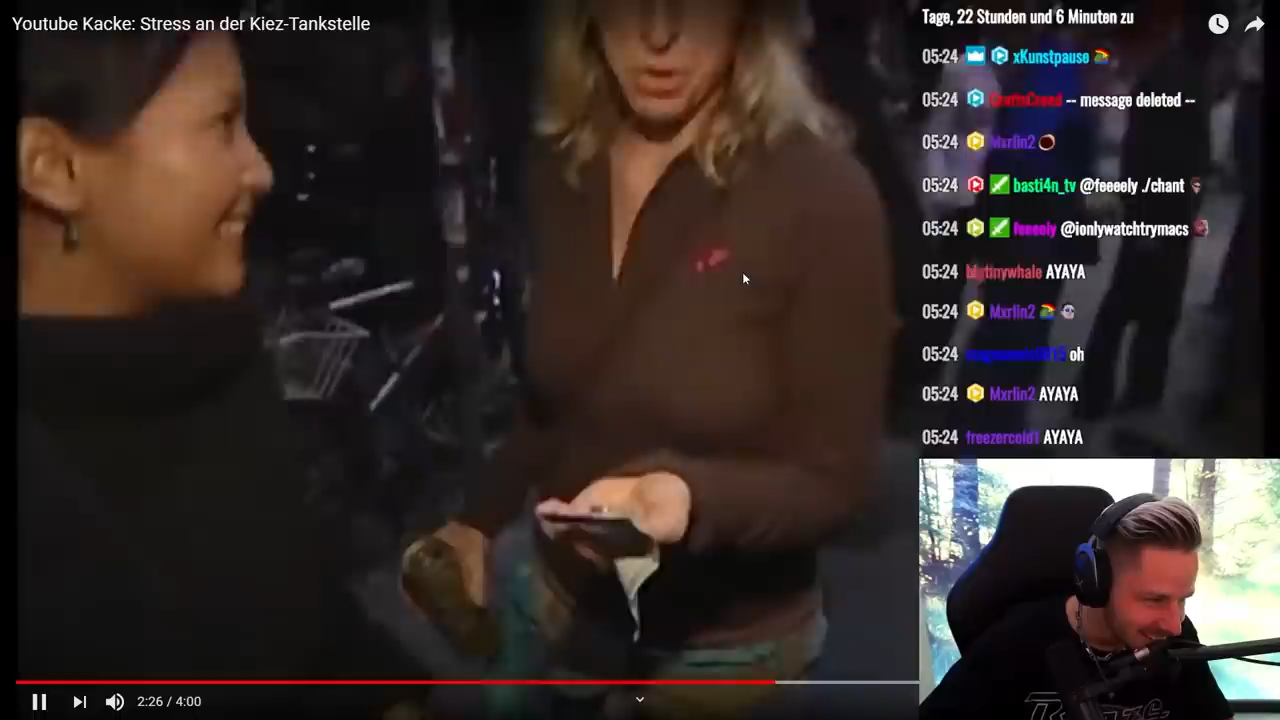 Youtube Kacke: Stress an der Kiez-Tankstelle
Tage, 22 Stunden und 6 Minuten zu
05:24 xKunstpause
05:24 -- message deleted --
05:24 Mxrlin2
05:24 basti4n_tv @feeeely ./chant
05:24 feeeely @ionlywatchtrymacs
05:24 bigtinywhale AYAYA
05:24 Mxrlin2
05:24 oh
05:24 Mxrlin2 AYAYA
05:24 freezercold1 AYAYA
2:26 / 4:00